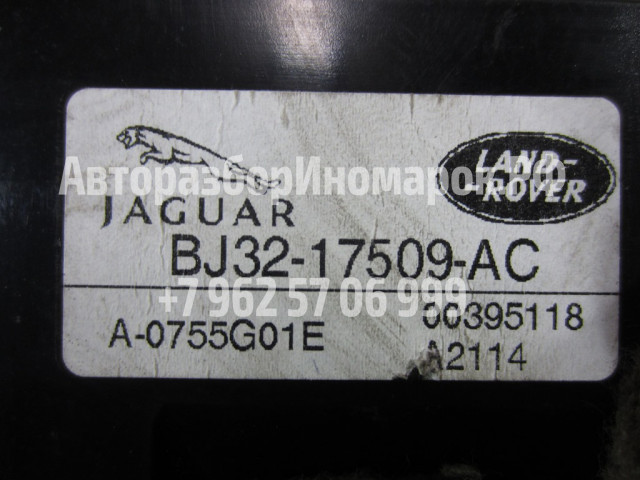 LAND-
-ROVER
АвторазборИномарок
JAGUAR
BJ32-17509-AC
+7 962 57 06 999
A-0755G01E
00395118
A2114